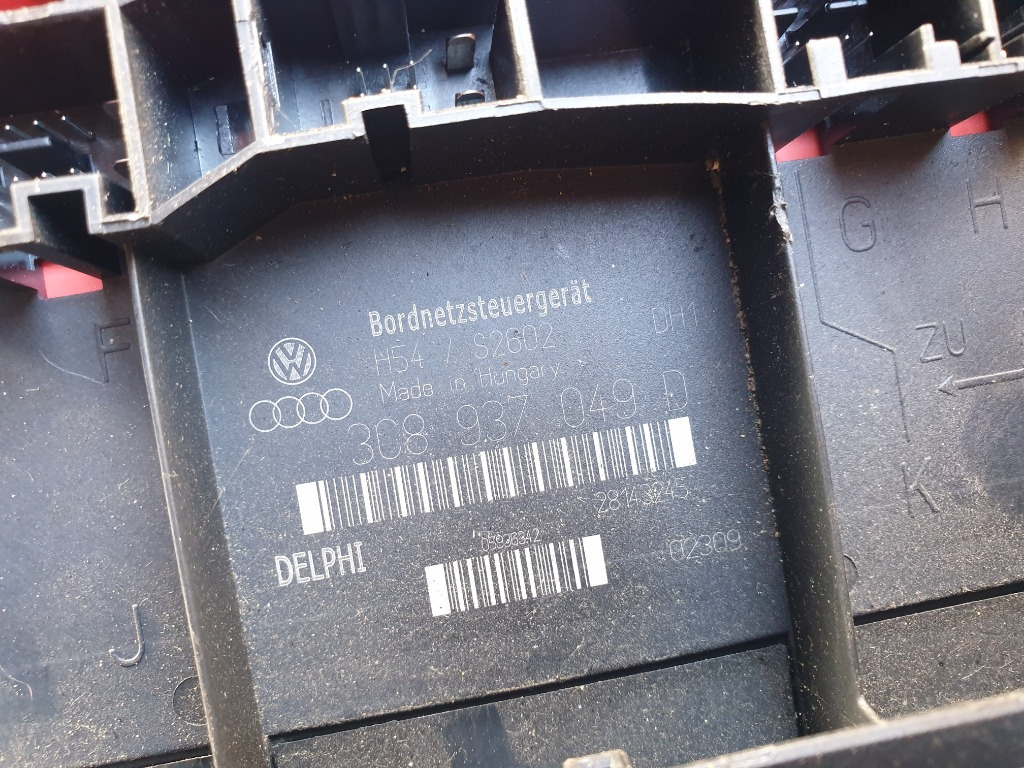 G H
F
ZU
K
J
Bordnetzsteuergerät
H54 / S2602 DH1
Made in Hungary
3C8 937 049 D
28143245
DELPHI
02309